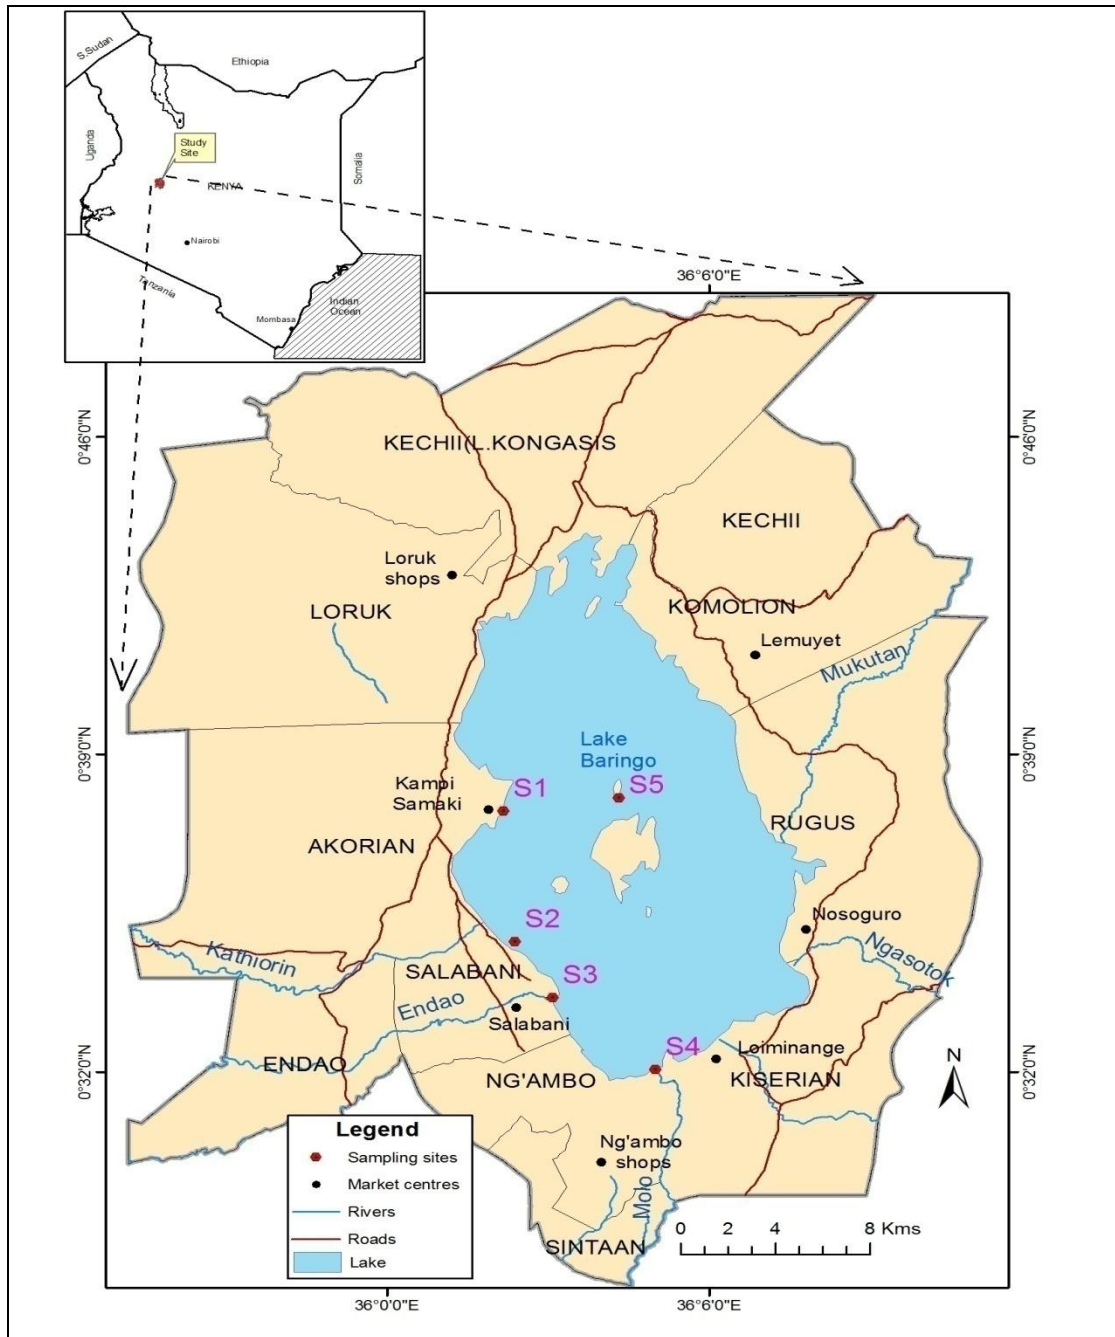 S.Sudan
Ethiopia
Uganda
Study
Site
Somalia
KENYA
Nairobi
Tanzania
Indian
Ocean
Mombasa
36°6'0"E
0°46'0"N
0°46'0"N
KECHII(L.KONGASIS
KECHII
Loruk
shops
LORUK
KOMOLION
Lemuyet
Mukutan
0°39'0"N
0°39'0"N
Lake
Baringo
Kampi
Samaki
S1
S5
AKORIAN
RUGUS
S2
Nosoguro
Kathiorin
Ngasotok
SALABANI
S3
Endao
Salabani
ENDAO
S4
Loiminange
NG'AMBO
KISERIAN
0°32'0"N
0°32'0"N
N
Legend
Sampling sites
Market centres
Rivers
Roads
Lake
Ng'ambo
shops
Molo
SINTAAN
0 2 4 8 Kms
36°0'0"E
36°6'0"E